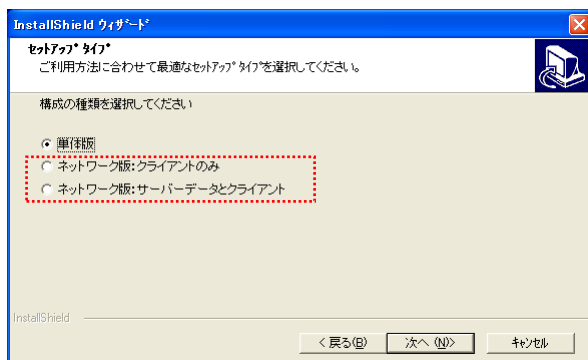 InstallShield ウィザード
セットアップ タイプ
ご利用方法に合わせて最適なセットアップ タイプを選択してください。
構成の種類を選択してください
単体版
ネットワーク版:クライアントのみ
ネットワーク版:サーバーデータとクライアント
InstallShield
< 戻る(B) 次へ (N)> キャンセル